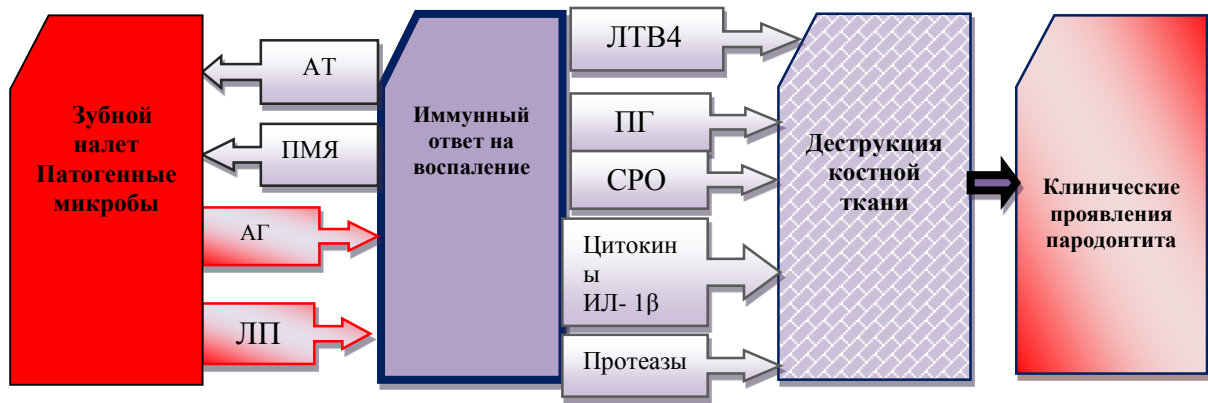 Зубной
налет
Патогенные
микробы
АТ
ПМЯ
АГ
ЛП
Иммунный
ответ на
воспаление
ЛТВ4
ПГ
СРО
Цитокин
ы
ИЛ- 1β
Протеазы
Деструкция
костной
ткани
Клинические
проявления
пародонтита